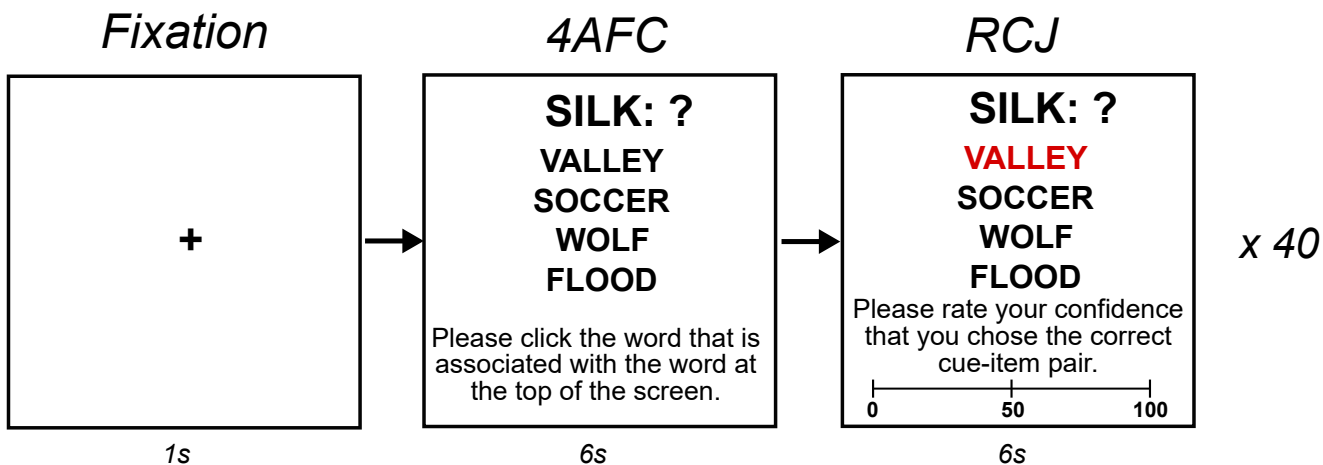 Fixation
+
1s
4AFC
SILK: ?
VALLEY
SOCCER
WOLF
FLOOD
Please click the word that is
associated with the word at
the top of the screen.
6s
RCJ
SILK: ?
VALLEY
SOCCER
WOLF
FLOOD
Please rate your confidence
that you chose the correct
cue-item pair.
0 50 100
6s
x 40